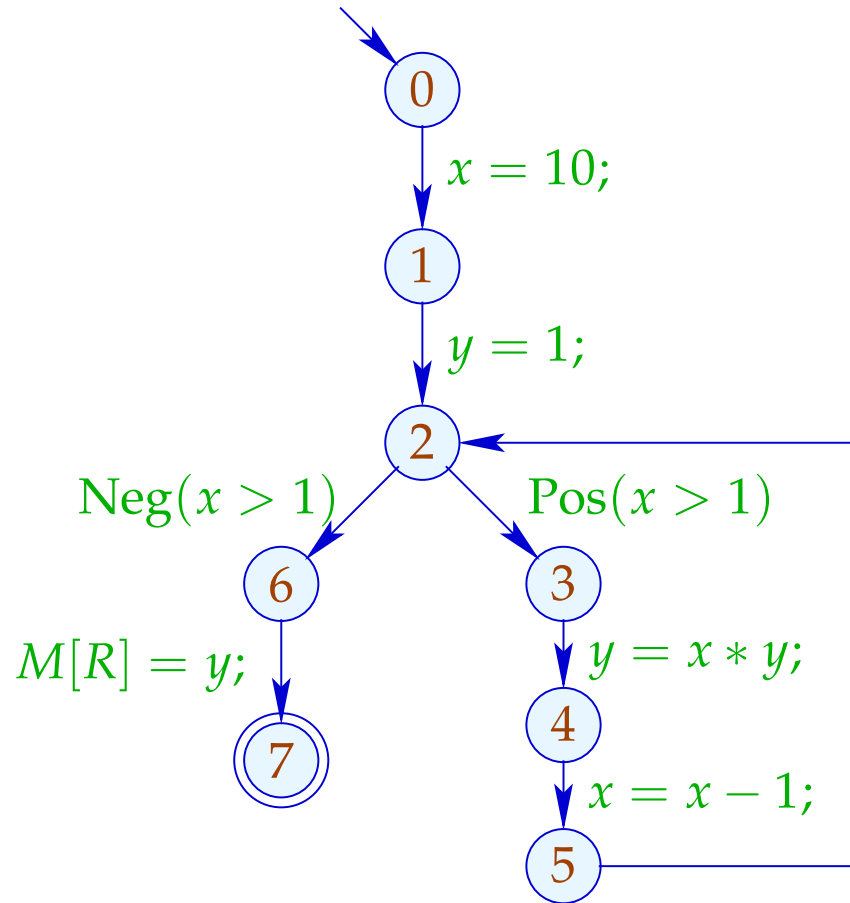 0
x = 10;
1
y = 1;
2
Neg(x > 1) Pos(x > 1)
6 3
M[R] = y; y = x ∗ y;
7 4
x = x − 1;
5